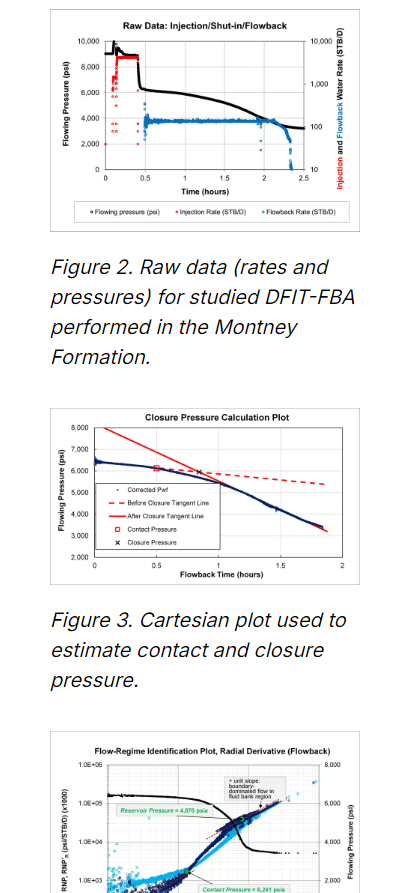 Raw Data: Injection/Shut-in/Flowback
Flowing Pressure (psi)
10,000
8,000
6,000
4,000
2,000
0
10,000
1,000
100
10
Injection and Flowback Water Rate (STB/D)
0 0.5 1 1.5 2 2.5
Time (hours)
Flowing pressure (psi) Injection Rate (STB/D) Flowback Rate (STB/D)
Figure 2. Raw data (rates and
pressures) for studied DFIT-FBA
performed in the Montney
Formation.
Closure Pressure Calculation Plot
Flowing Pressure (psi)
8,000
7,000
6,000
5,000
4,000
3,000
2,000
Corrected Pwf
Before Closure Tangent Line
After Closure Tangent Line
Contact Pressure
Closure Pressure
0 0.5 1 1.5 2
Flowback Time (hours)
Figure 3. Cartesian plot used to
estimate contact and closure
pressure.
Flow-Regime Identification Plot, Radial Derivative (Flowback)
RNP, RNP'n (psi/STB/D) (x1000)
1.0E+06
1.0E+05
1.0E+04
1.0E+03
8,000
6,000
4,000
2,000
Flowing Pressure (psi)
+ unit slope:
boundary-
dominated flow in
fluid bank region
Reservoir Pressure = 4,970 psia
Contact Pressure = 6,241 psia